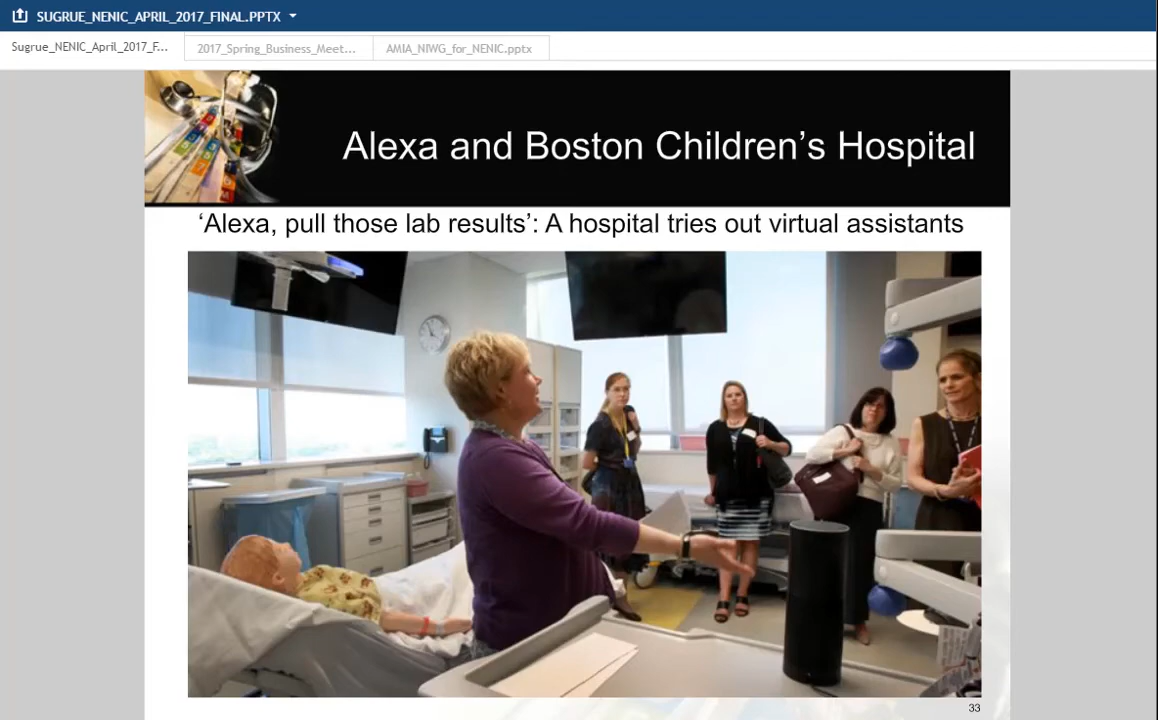 SUGRUE_NENIC_APRIL_2017_FINAL.PPTX
Sugrue_NENIC_April_2017_F...
2017_Spring_Business_Meet...
AMIA_NIWG_for_NENIC.pptx
Alexa and Boston Children’s Hospital
‘Alexa, pull those lab results’: A hospital tries out virtual assistants
33